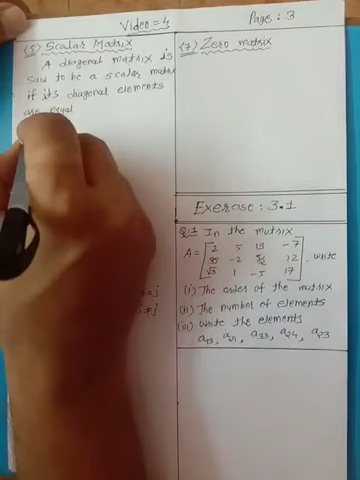 Video = 4
Page : 3
(5) Scalar Matrix
A diagonal matrix is
said to be a scalar matrix
if its diagonal elements
are equal
(7) Zero matrix
Exercise : 3.1
Q:1 In the matrix
A = [2 5 19 -7
35 -2 5/2 12
√3 1 -5 17], write
(i) The order of the matrix
(ii) The number of elements
(iii) Write the elements
a13, a21, a33, a24, a23
= j
≠ j